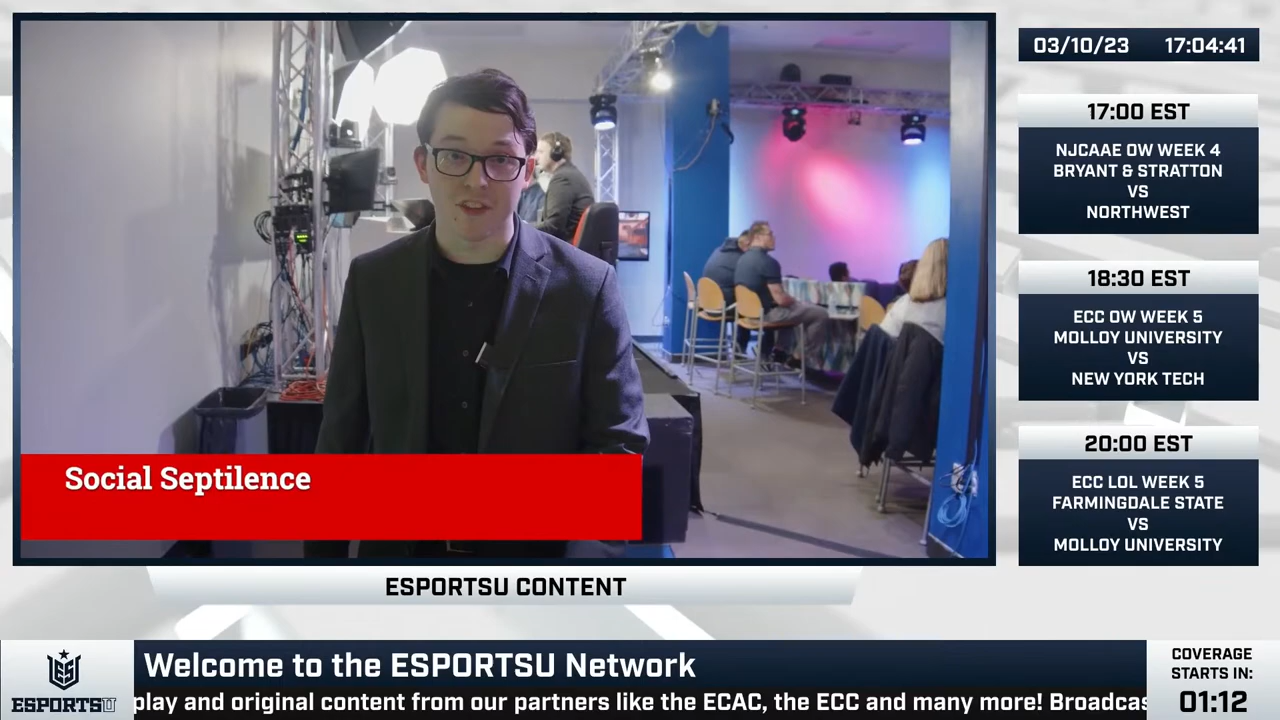 03/10/23 17:04:41
17:00 EST
NJCAAE OW WEEK 4
BRYANT & STRATTON
VS
NORTHWEST
18:30 EST
ECC OW WEEK 5
MOLLOY UNIVERSITY
VS
NEW YORK TECH
20:00 EST
ECC LOL WEEK 5
FARMINGDALE STATE
VS
MOLLOY UNIVERSITY
Social Septilence
ESPORTSU CONTENT
ESPORTSU
Welcome to the ESPORTSU Network
play and original content from our partners like the ECAC, the ECC and many more! Broadcas
COVERAGE
STARTS IN:
01:12